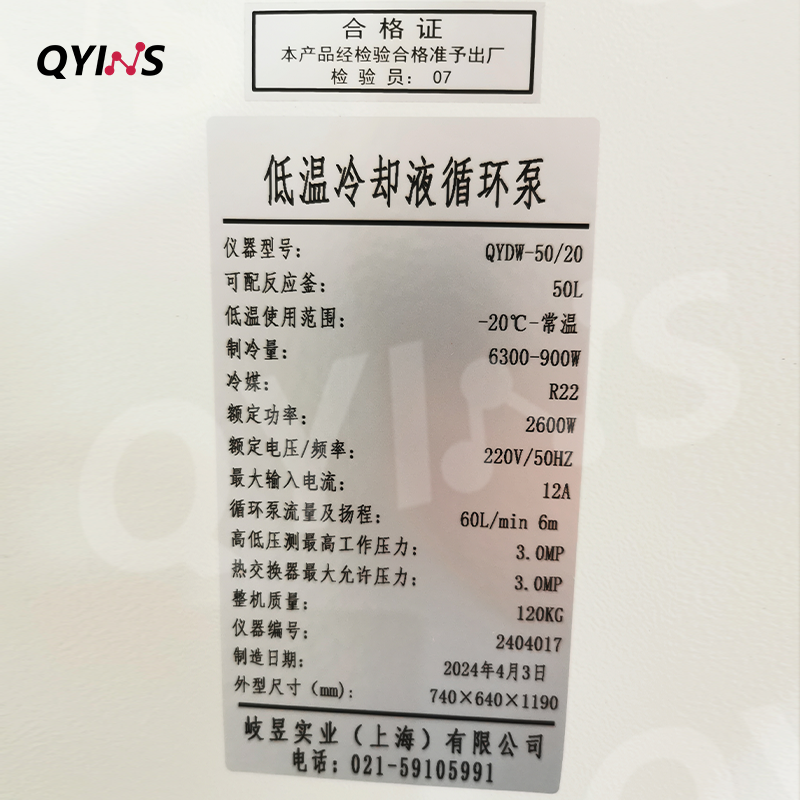 QYINS
合格证
本产品经检验合格准予出厂
检验员： 07
低温冷却液循环泵
仪器型号： QYDW-50/20
可配反应釜： 50L
低温使用范围： -20℃-常温
制冷量： 6300-900W
冷媒： R22
额定功率： 2600W
额定电压/频率： 220V/50HZ
最大输入电流： 12A
循环泵流量及扬程： 60L/min 6m
高低压测最高工作压力： 3.0MP
热交换器最大允许压力： 3.0MP
整机质量： 120KG
仪器编号： 2404017
制造日期： 2024年4月3日
外型尺寸（mm)： 740×640×1190
岐昱实业（上海）有限公司
电话：021-59105991
QYINS